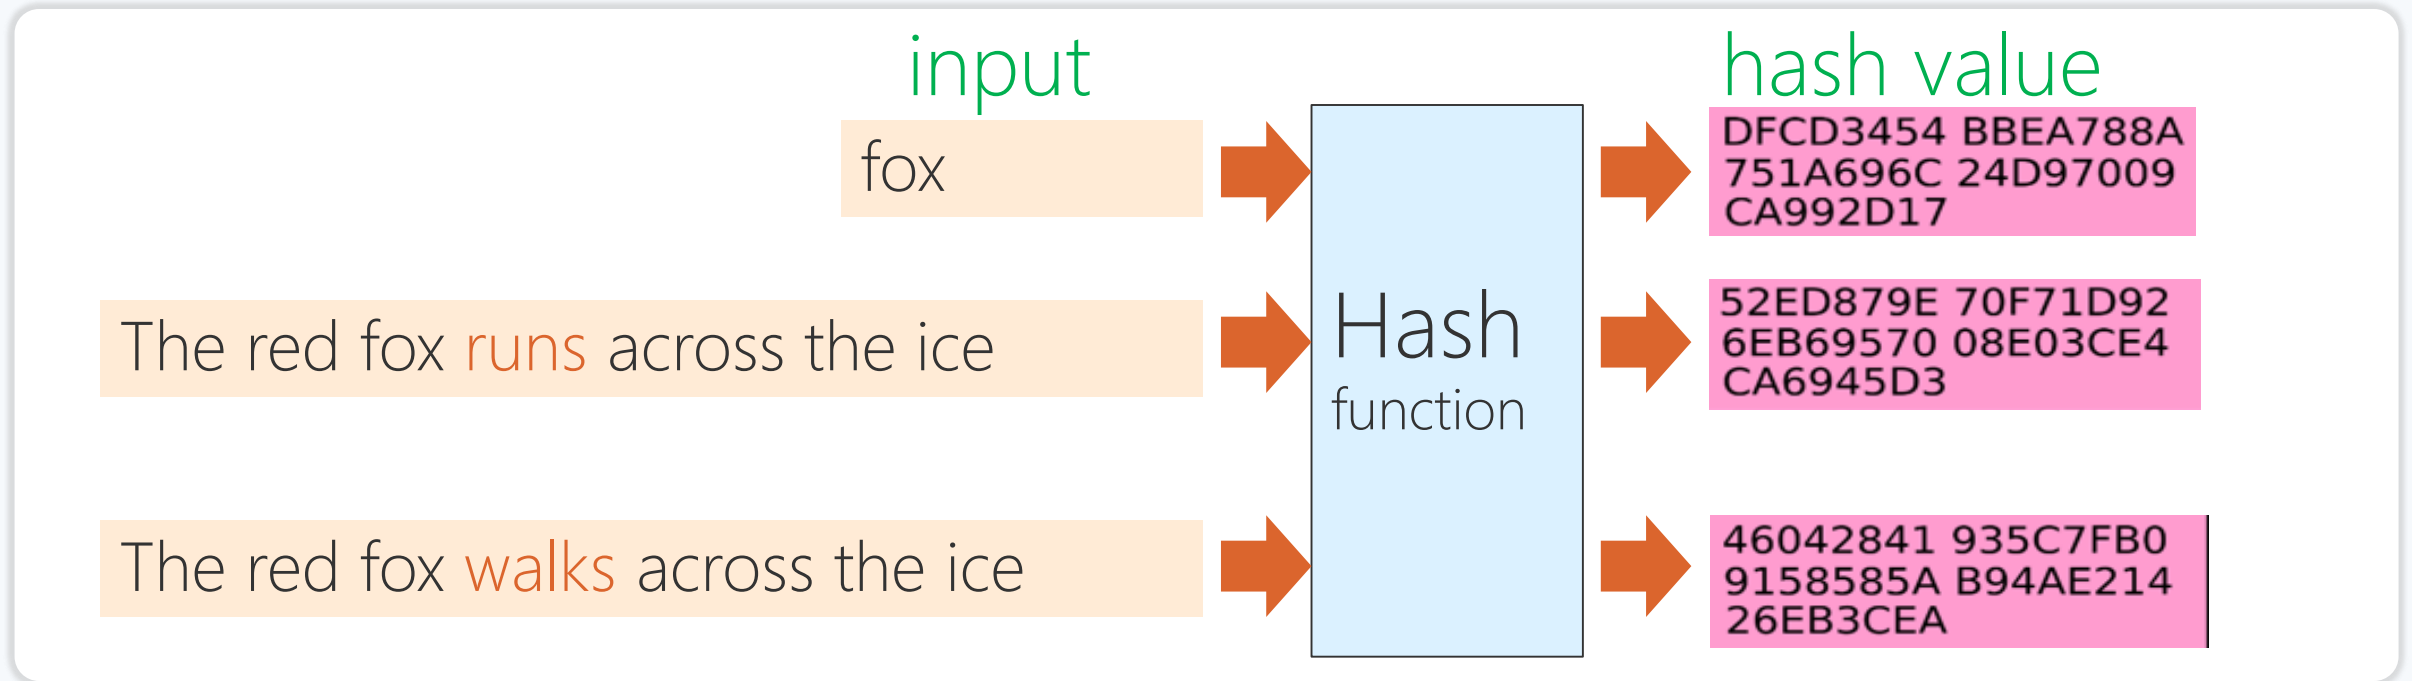 input
hash value
fox
DFCD3454 BBEA788A
751A696C 24D97009
CA992D17
The red fox runs across the ice
Hash
function
52ED879E 70F71D92
6EB69570 08E03CE4
CA6945D3
The red fox walks across the ice
46042841 935C7FB0
9158585A B94AE214
26EB3CEA